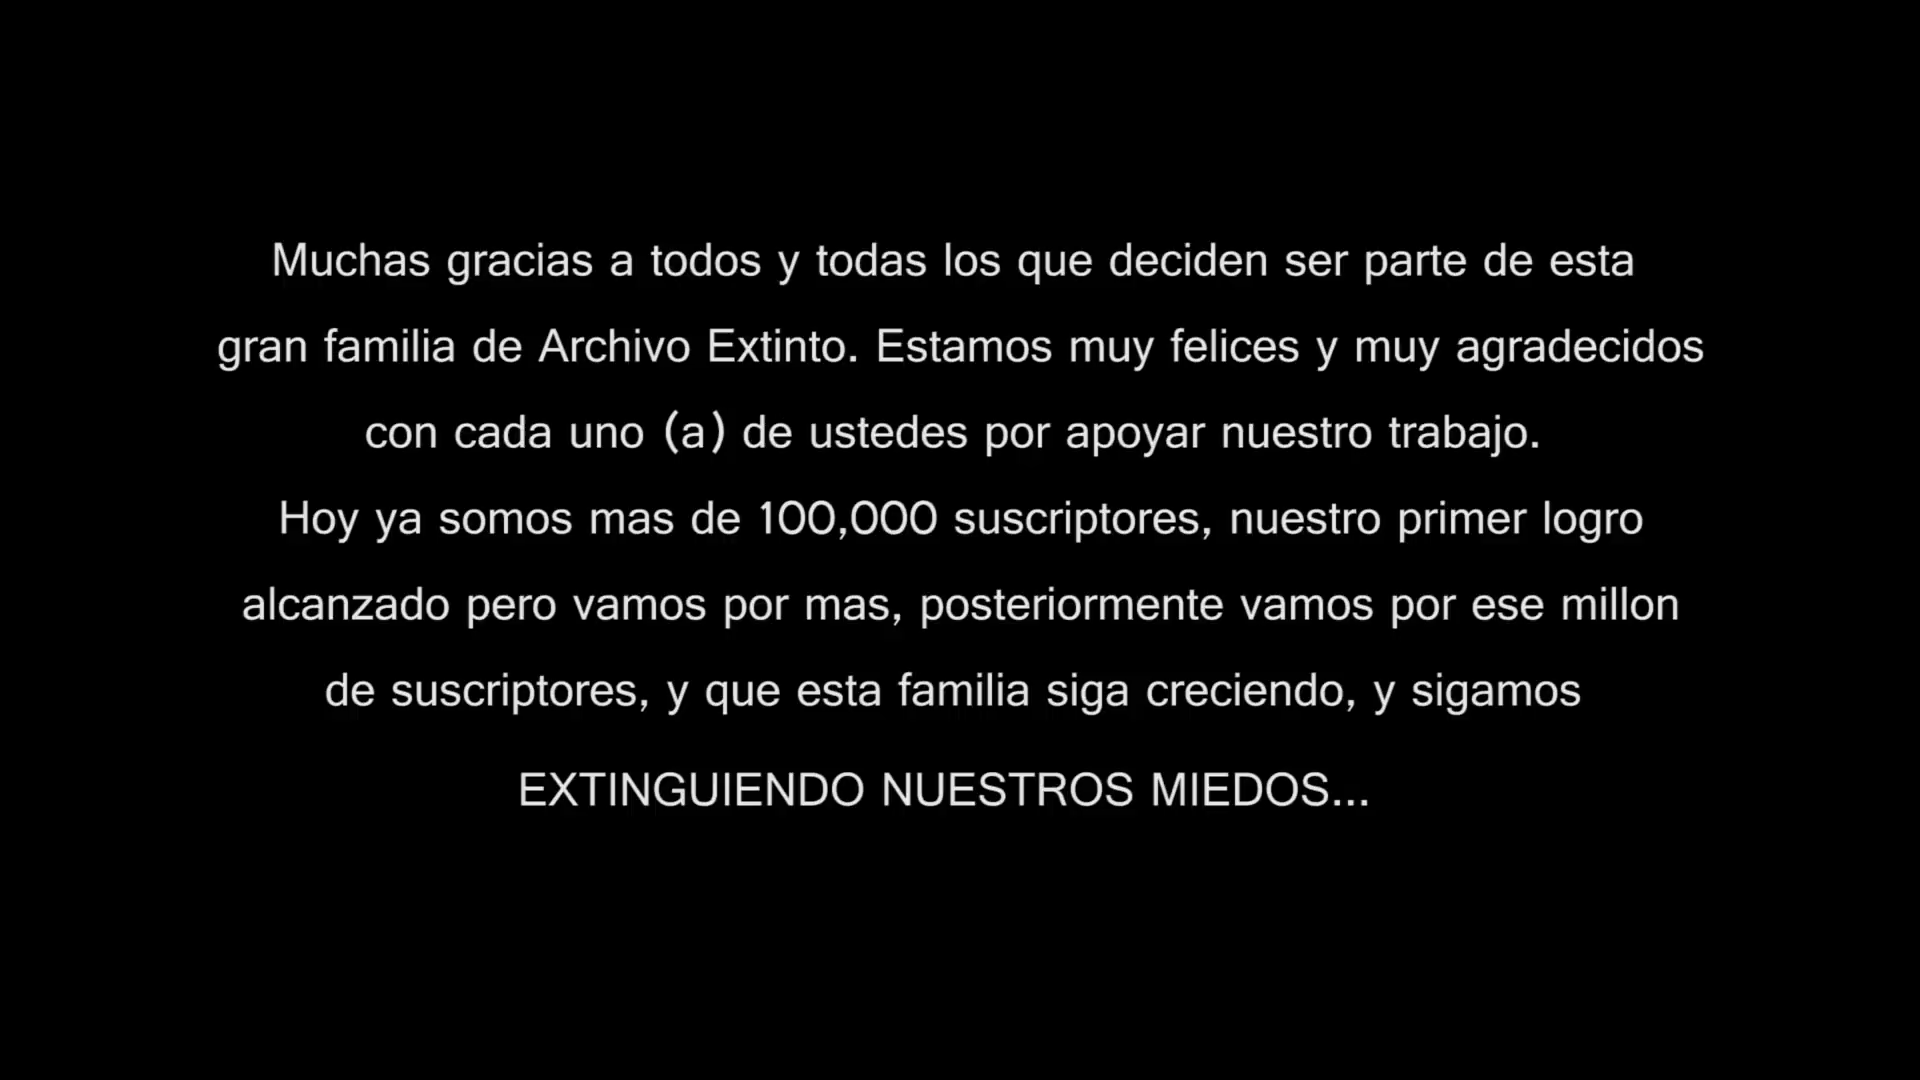 Muchas gracias a todos y todas los que deciden ser parte de esta
gran familia de Archivo Extinto. Estamos muy felices y muy agradecidos
con cada uno (a) de ustedes por apoyar nuestro trabajo.
Hoy ya somos mas de 100,000 suscriptores, nuestro primer logro
alcanzado pero vamos por mas, posteriormente vamos por ese millon
de suscriptores, y que esta familia siga creciendo, y sigamos
EXTINGUIENDO NUESTROS MIEDOS...